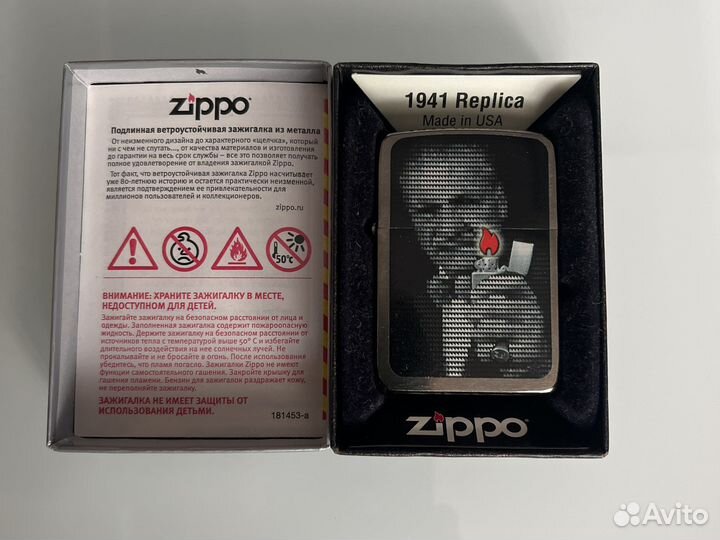 zippo
Подлинная ветроустойчивая зажигалка из металла
От неизменного дизайна до характерного «щелчка», который
ни с чем не спутать..., от качества материалов и изготовления
до гарантии на весь срок службы – все это позволяет получать
полное удовлетворение от владения зажигалкой Zippo.
Тот факт, что ветроустойчивая зажигалка Zippo насчитывает
уже 80-летнюю историю и остается практически неизменной,
является подтверждением ее привлекательности для
миллионов пользователей и коллекционеров.
zippo.ru
50°C
ВНИМАНИЕ: ХРАНИТЕ ЗАЖИГАЛКУ В МЕСТЕ,
НЕДОСТУПНОМ ДЛЯ ДЕТЕЙ.
Зажигайте зажигалку на безопасном расстоянии от лица и
одежды. Заполненная зажигалка содержит пожароопасную
жидкость. Держите зажигалку на безопасном расстоянии от
источников тепла с температурой выше 50° С и избегайте
длительного воздействия на нее солнечных лучей. Не
прокалывайте и не бросайте в огонь. После использования
убедитесь, что пламя погасло. Зажигалки Zippo не имеют
функции самостоятельного гашения. Закройте крышку для
гашения пламени. Бензин для зажигалок раздражает кожу,
не переполняйте зажигалку.
ЗАЖИГАЛКА НЕ ИМЕЕТ ЗАЩИТЫ ОТ
ИСПОЛЬЗОВАНИЯ ДЕТЬМИ.
181453-a
1941 Replica
Made in USA
zippo
Avito